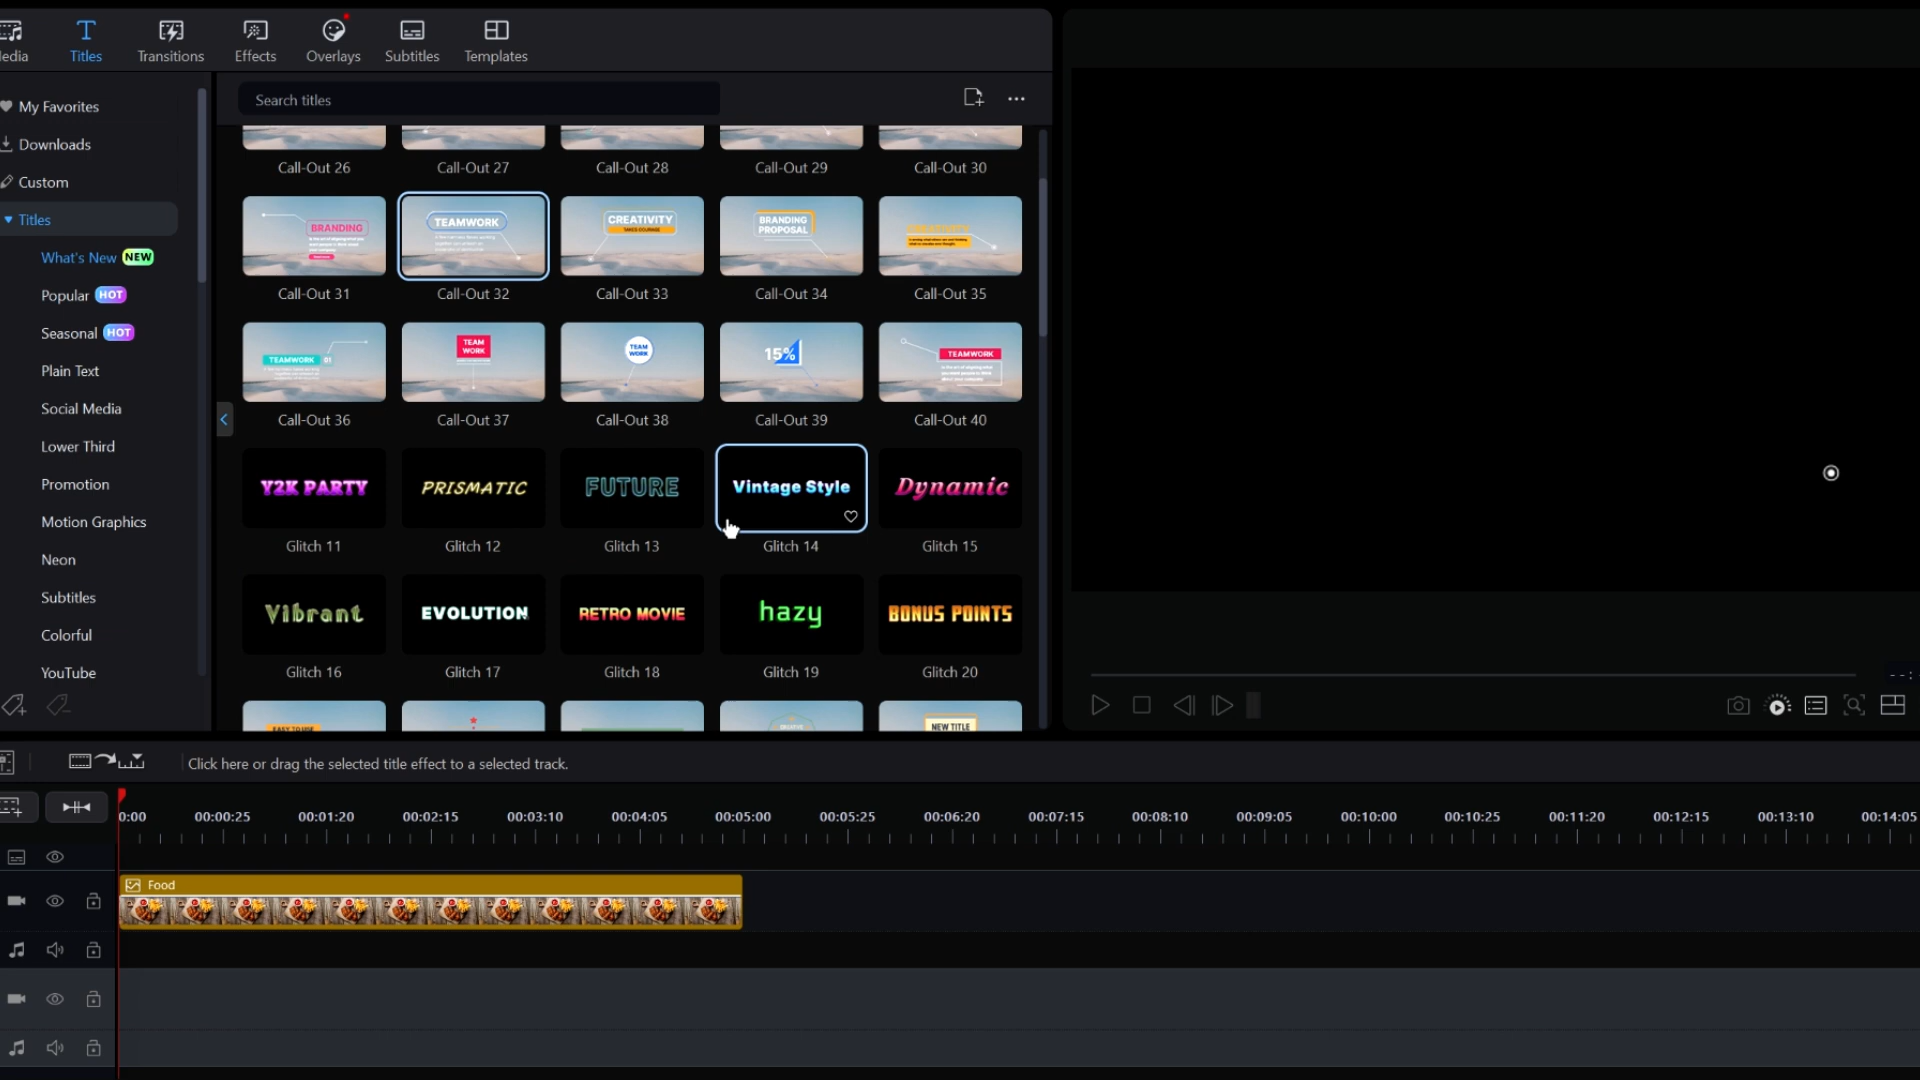 edia
Titles
Transitions
Effects
Overlays
Subtitles
Templates
My Favorites
Downloads
Custom
Titles
What's New NEW
Popular HOT
Seasonal HOT
Plain Text
Social Media
Lower Third
Promotion
Motion Graphics
Neon
Subtitles
Colorful
YouTube
Search titles
Call-Out 26
Call-Out 27
Call-Out 28
Call-Out 29
Call-Out 30
BRANDING
TEAMWORK
CREATIVITY
TAKES COURAGE
BRANDING
PROPOSAL
CREATIVITY
Call-Out 31
Call-Out 32
Call-Out 33
Call-Out 34
Call-Out 35
TEAMWORK 01
TEAM
WORK
TEAM
WORK
15%
TEAMWORK
Call-Out 36
Call-Out 37
Call-Out 38
Call-Out 39
Call-Out 40
Y2K PARTY
PRISMATIC
FUTURE
Vintage Style
Dynamic
Glitch 11
Glitch 12
Glitch 13
Glitch 14
Glitch 15
Vibrant
EVOLUTION
RETRO MOVIE
hazy
BONUS POINTS
Glitch 16
Glitch 17
Glitch 18
Glitch 19
Glitch 20
EASY TO USE
NEW TITLE
--:
Click here or drag the selected title effect to a selected track.
0:00
00:00:25
00:01:20
00:02:15
00:03:10
00:04:05
00:05:00
00:05:25
00:06:20
00:07:15
00:08:10
00:09:05
00:10:00
00:10:25
00:11:20
00:12:15
00:13:10
00:14:05
Food